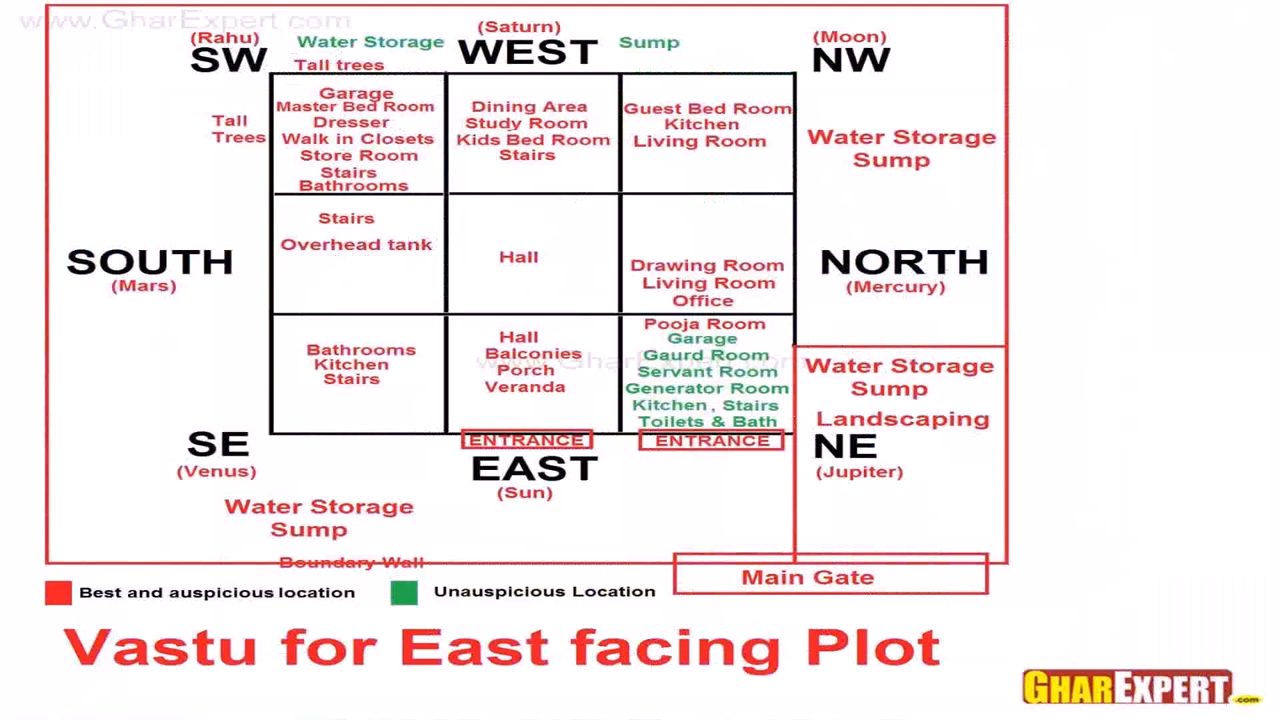 www.GharExpert.com
(Rahu)
SW
Water Storage
(Saturn)
WEST
Sump
(Moon)
NW
Tall trees
Tall
Trees
Garage
Master Bed Room
Dresser
Walk in Closets
Store Room
Stairs
Bathrooms
Dining Area
Study Room
Kids Bed Room
Stairs
Guest Bed Room
Kitchen
Living Room
Water Storage
Sump
SOUTH
(Mars)
Stairs
Overhead tank
Hall
Drawing Room
Living Room
Office
NORTH
(Mercury)
Bathrooms
Kitchen
Stairs
Hall
Balconies
Porch
Veranda
www.GharExpert.com
Pooja Room
Garage
Gaurd Room
Servant Room
Generator Room
Kitchen , Stairs
Toilets & Bath
Water Storage
Sump
Landscaping
SE
(Venus)
ENTRANCE
EAST
(Sun)
ENTRANCE
NE
(Jupiter)
Water Storage
Sump
Boundary Wall
Main Gate
Best and auspicious location
Unauspicious Location
Vastu for East facing Plot
GHAREXPERT.com